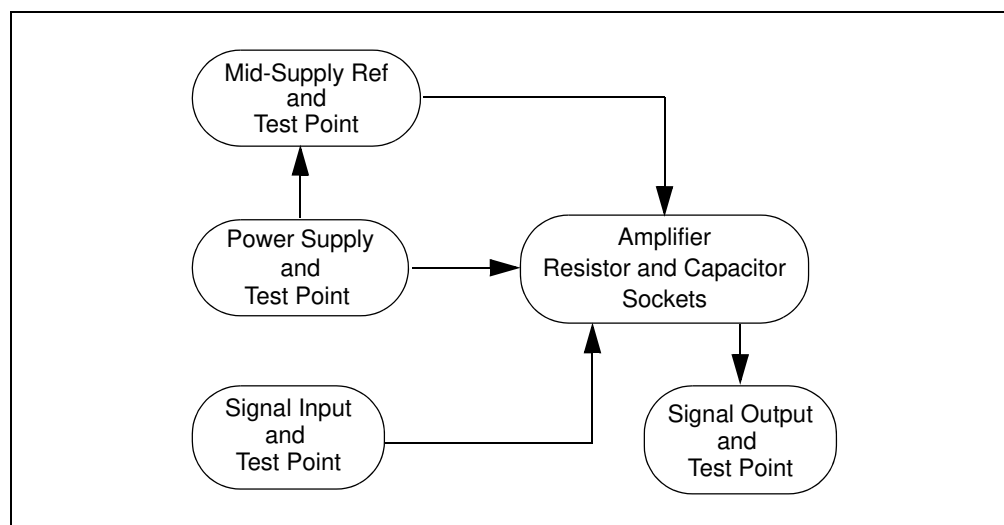 Mid-Supply Ref
and
Test Point
Power Supply
and
Test Point
Amplifier
Resistor and Capacitor
Sockets
Signal Input
and
Test Point
Signal Output
and
Test Point